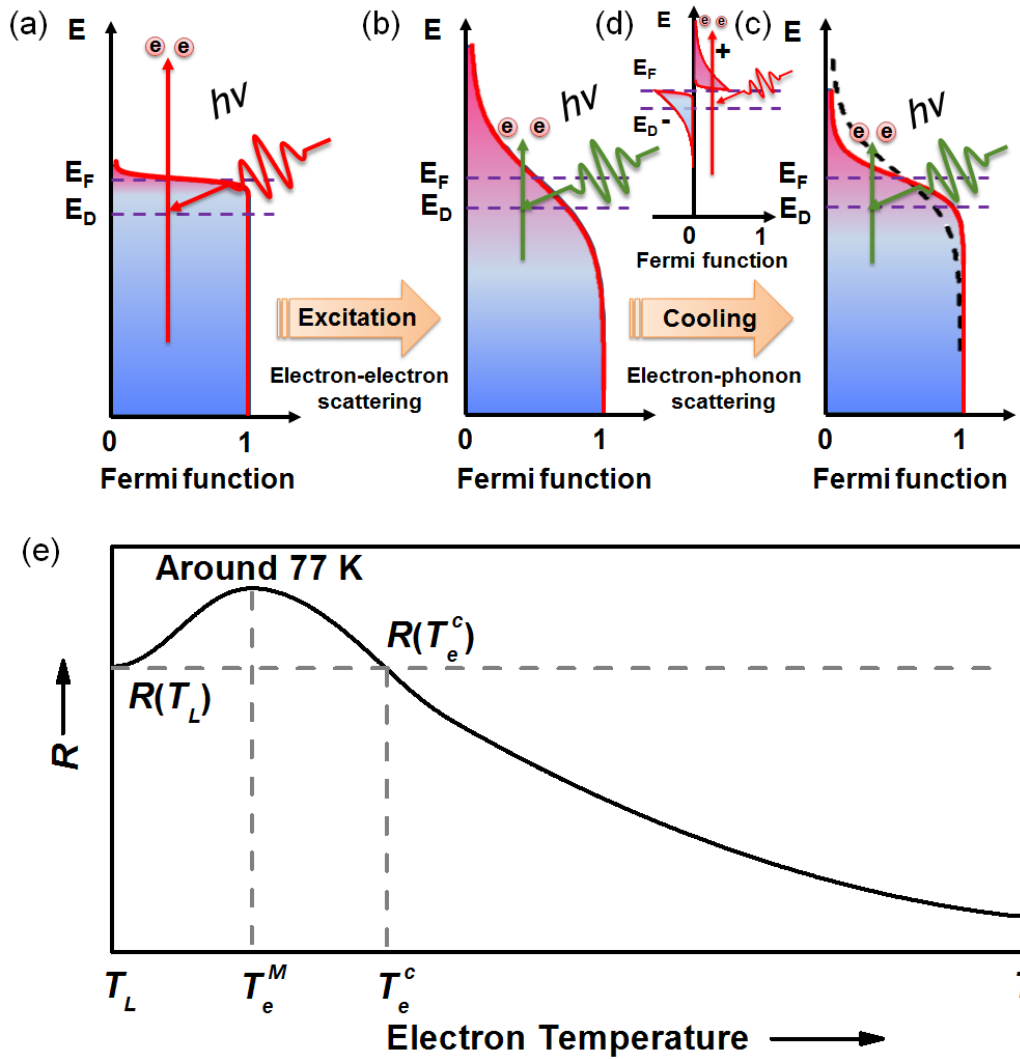 (a)
E
e e
hν
E_F
E_D
0 1
Fermi function
Excitation
Electron-electron
scattering
(b)
E
e e
hν
E_F
E_D
0 1
Fermi function
(d)
E
e e
+
E_F
E_D
-
0 1
Fermi function
Cooling
Electron-phonon
scattering
(c)
E
hν
e e
E_F
E_D
0 1
Fermi function
(e)
Around 77 K
R(T_e^c)
R(T_L)
R
T_L T_e^M T_e^c T
Electron Temperature